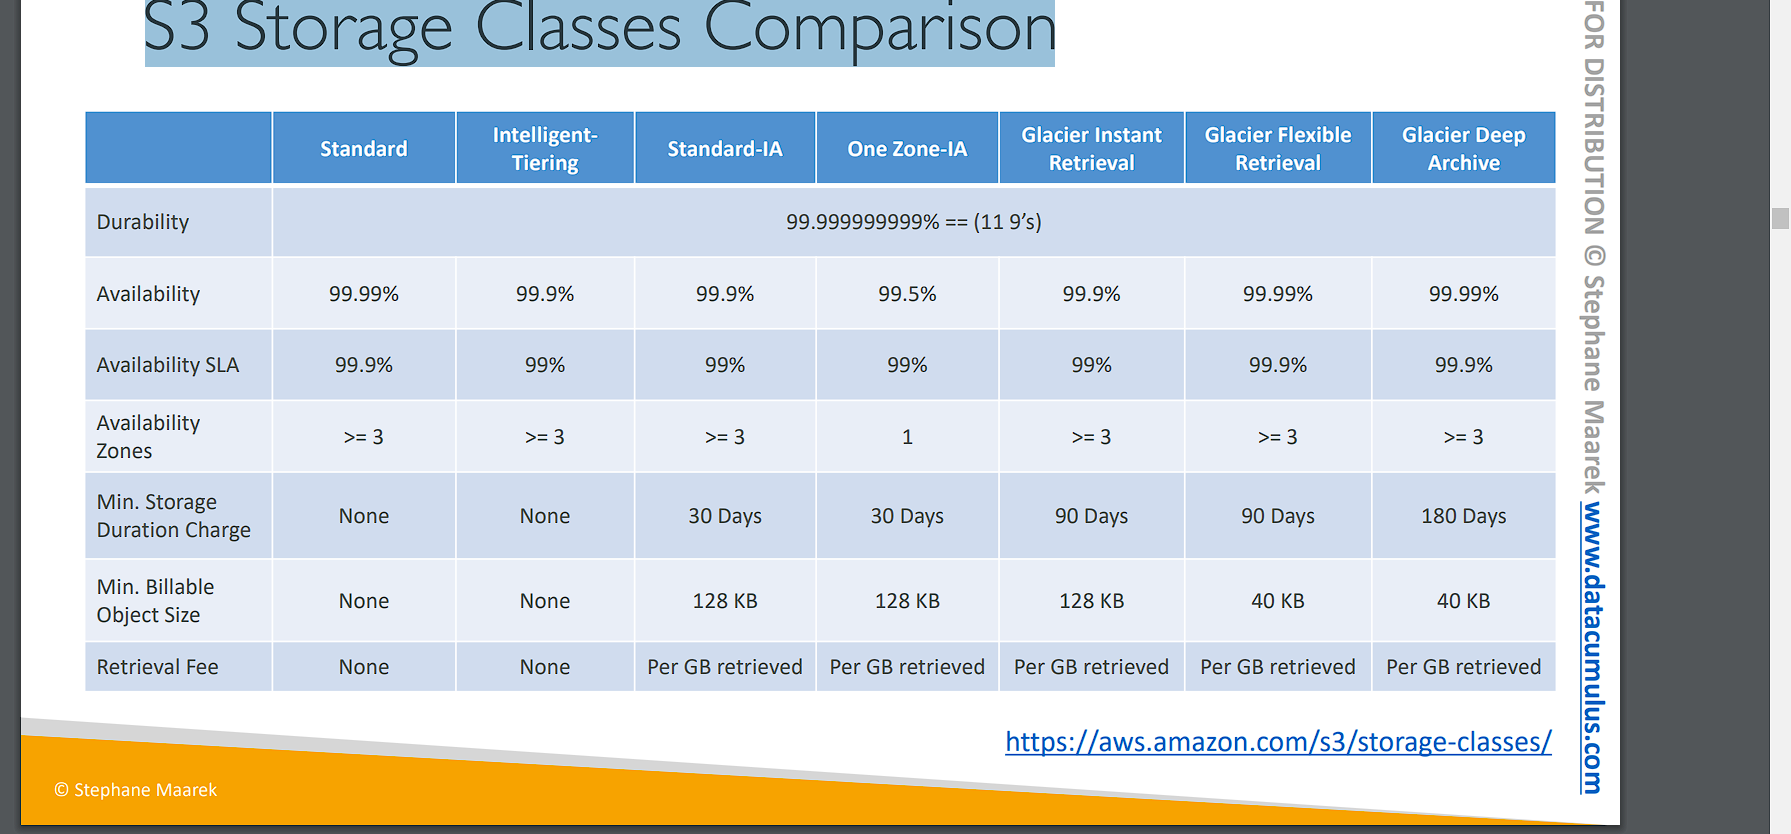 S3 Storage Classes Comparison
Standard
Intelligent-
Tiering
Standard-IA
One Zone-IA
Glacier Instant
Retrieval
Glacier Flexible
Retrieval
Glacier Deep
Archive
Durability
99.999999999% == (11 9’s)
Availability
99.99%
99.9%
99.9%
99.5%
99.9%
99.99%
99.99%
Availability SLA
99.9%
99%
99%
99%
99%
99.9%
99.9%
Availability
Zones
>= 3
>= 3
>= 3
1
>= 3
>= 3
>= 3
Min. Storage
Duration Charge
None
None
30 Days
30 Days
90 Days
90 Days
180 Days
Min. Billable
Object Size
None
None
128 KB
128 KB
128 KB
40 KB
40 KB
Retrieval Fee
None
None
Per GB retrieved
Per GB retrieved
Per GB retrieved
Per GB retrieved
Per GB retrieved
https://aws.amazon.com/s3/storage-classes/
© Stephane Maarek
FOR DISTRIBUTION © Stephane Maarek www.datacumulus.com